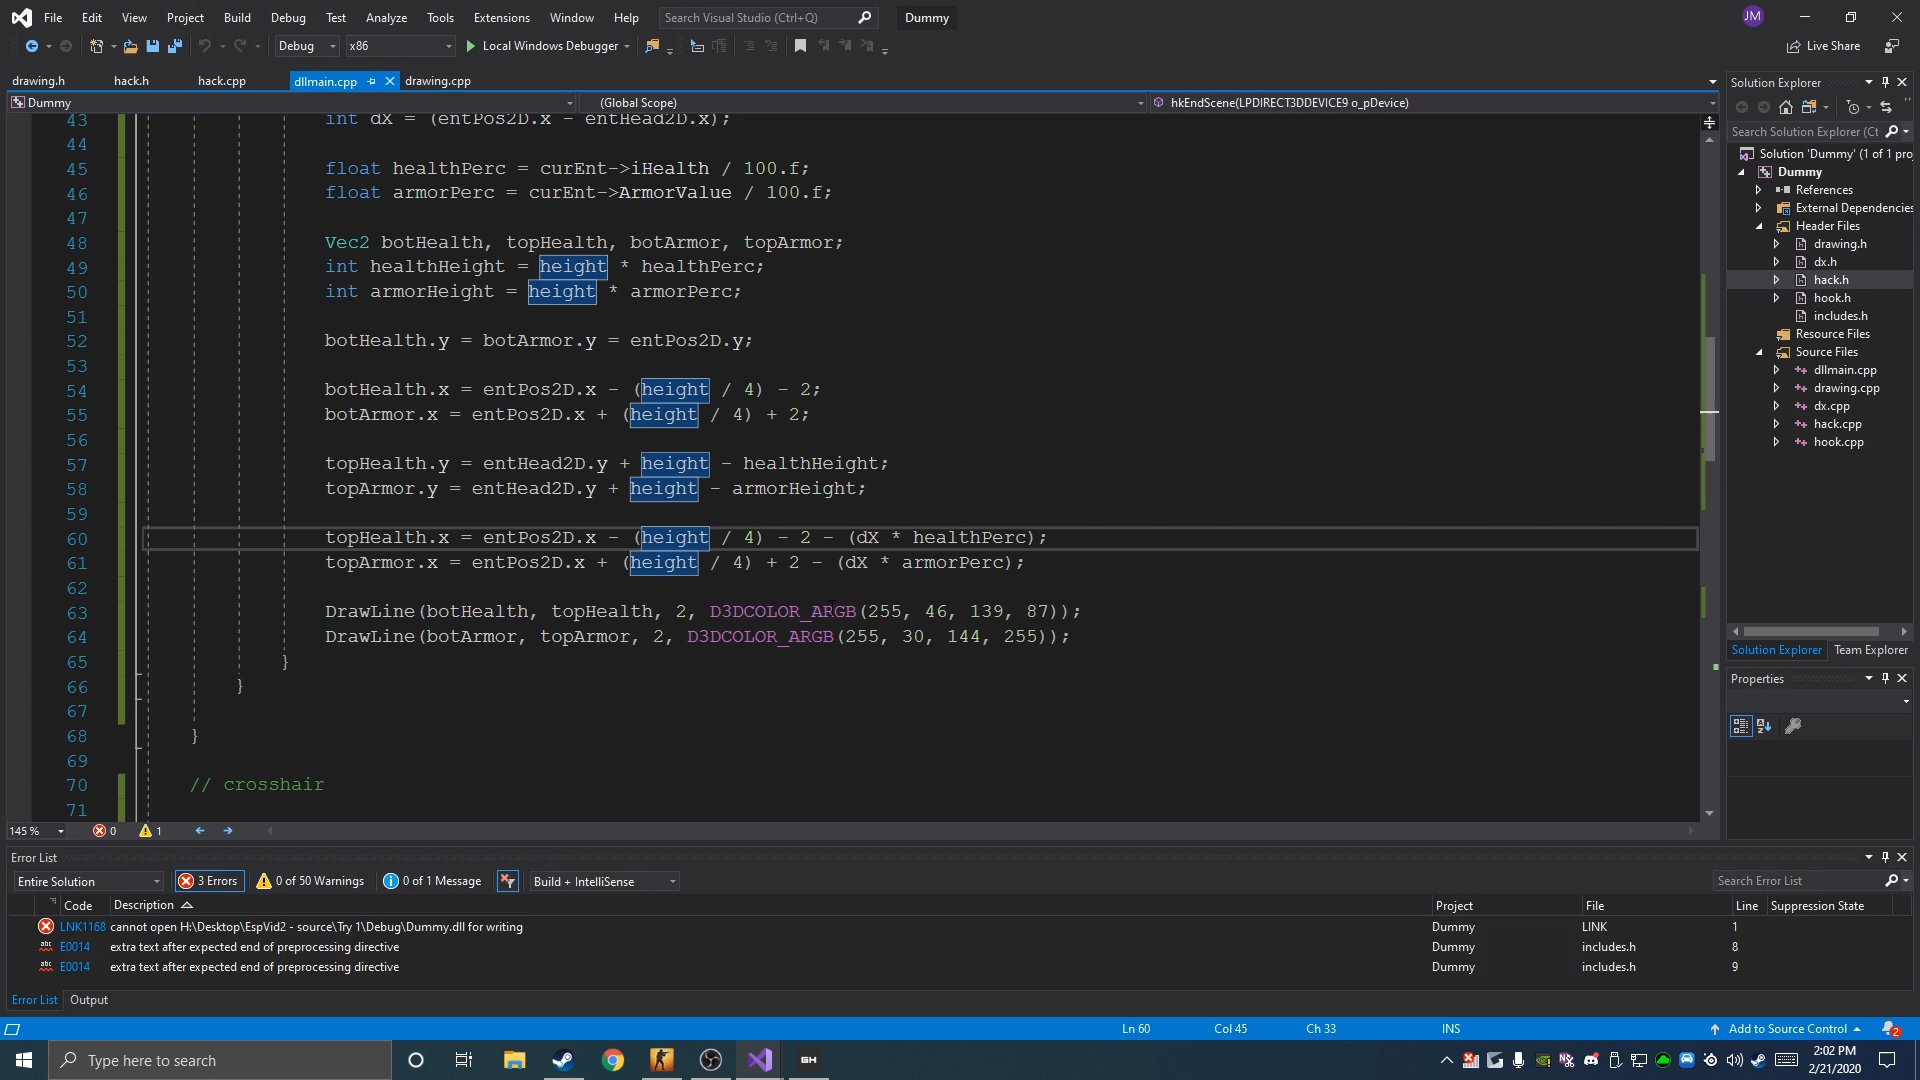 File Edit View Project Build Debug Test Analyze Tools Extensions Window Help Search Visual Studio (Ctrl+Q) Dummy JM
Debug x86 Local Windows Debugger Live Share
drawing.h hack.h hack.cpp dllmain.cpp drawing.cpp
Dummy (Global Scope) hkEndScene(LPDIRECT3DDEVICE9 o_pDevice)
43 int dX = (entPos2D.x - entHead2D.x);
44
45 float healthPerc = curEnt->iHealth / 100.f;
46 float armorPerc = curEnt->ArmorValue / 100.f;
47
48 Vec2 botHealth, topHealth, botArmor, topArmor;
49 int healthHeight = height * healthPerc;
50 int armorHeight = height * armorPerc;
51
52 botHealth.y = botArmor.y = entPos2D.y;
53
54 botHealth.x = entPos2D.x - (height / 4) - 2;
55 botArmor.x = entPos2D.x + (height / 4) + 2;
56
57 topHealth.y = entHead2D.y + height - healthHeight;
58 topArmor.y = entHead2D.y + height - armorHeight;
59
60 topHealth.x = entPos2D.x - (height / 4) - 2 - (dX * healthPerc);
61 topArmor.x = entPos2D.x + (height / 4) + 2 - (dX * armorPerc);
62
63 DrawLine(botHealth, topHealth, 2, D3DCOLOR_ARGB(255, 46, 139, 87));
64 DrawLine(botArmor, topArmor, 2, D3DCOLOR_ARGB(255, 30, 144, 255));
65 }
66 }
67
68 }
69
70 // crosshair
71
145 % 0 1
Solution Explorer
Search Solution Explorer (Ct
Solution 'Dummy' (1 of 1 pro
Dummy
References
External Dependencies
Header Files
drawing.h
dx.h
hack.h
hook.h
includes.h
Resource Files
Source Files
dllmain.cpp
drawing.cpp
dx.cpp
hack.cpp
hook.cpp
Solution Explorer Team Explorer
Properties
Error List
Entire Solution 3 Errors 0 of 50 Warnings 0 of 1 Message Build + IntelliSense Search Error List
Code Description Project File Line Suppression State
LNK1168 cannot open H:\Desktop\EspVid2 - source\Try 1\Debug\Dummy.dll for writing Dummy LINK 1
abc E0014 extra text after expected end of preprocessing directive Dummy includes.h 8
abc E0014 extra text after expected end of preprocessing directive Dummy includes.h 9
Error List Output
Ln 60 Col 45 Ch 33 INS Add to Source Control 2
Type here to search GH 2:02 PM
2/21/2020